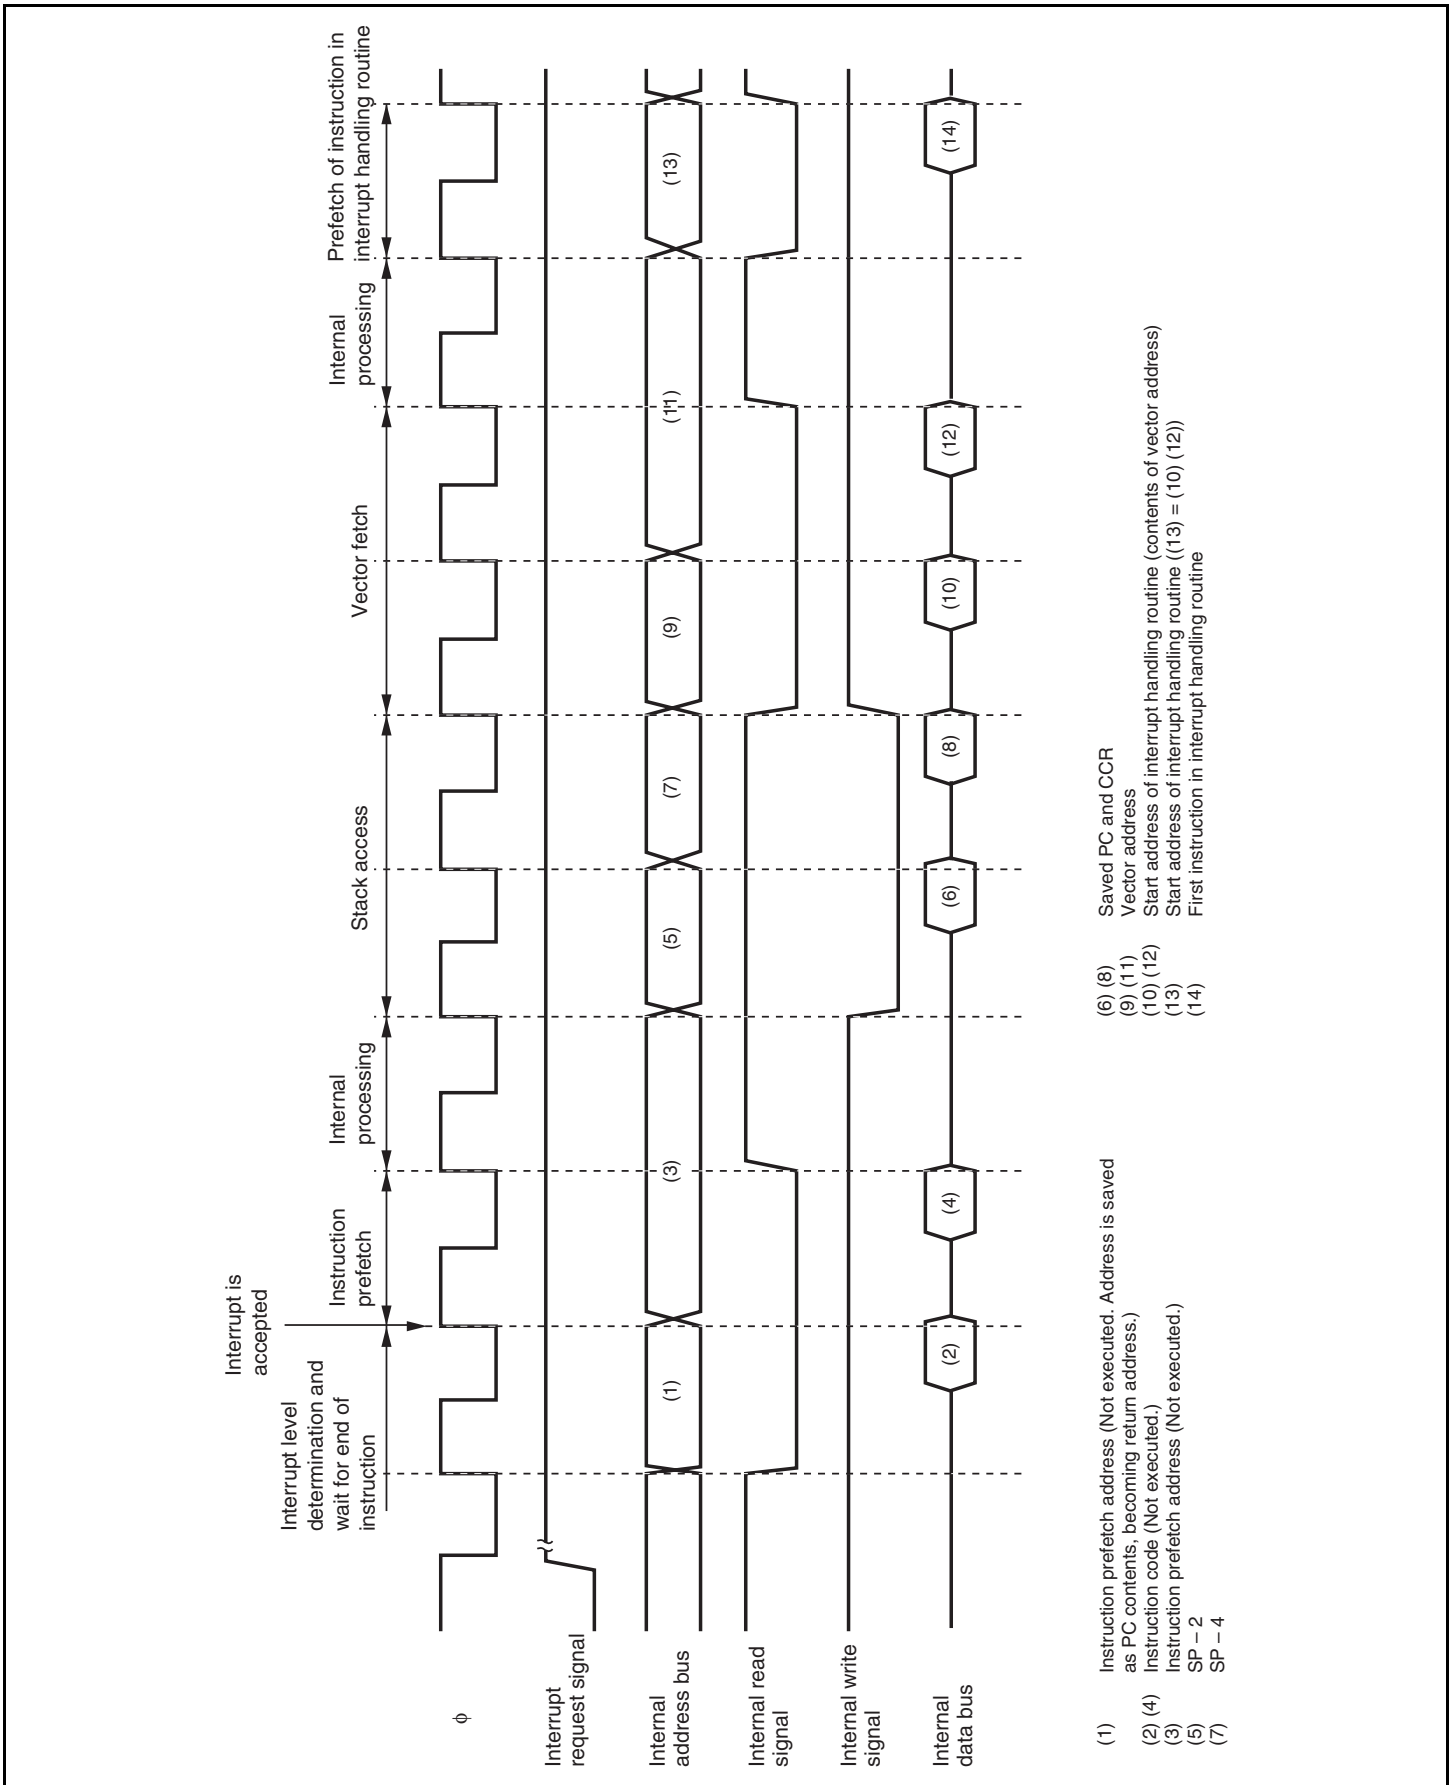 Interrupt is
accepted
Interrupt level
determination and
wait for end of
instruction
Instruction
prefetch
Internal
processing
Stack access
Vector fetch
Internal
processing
Prefetch of instruction in
interrupt handling routine
φ
Interrupt
request signal
Internal
address bus
(1)
(3)
(5)
(7)
(9)
(11)
(13)
Internal read
signal
Internal write
signal
Internal
data bus
(2)
(4)
(6)
(8)
(10)
(12)
(14)
(1) Instruction prefetch address (Not executed. Address is saved
as PC contents, becoming return address.)
(2) (4) Instruction code (Not executed.)
(3) Instruction prefetch address (Not executed.)
(5) SP – 2
(7) SP – 4
(6) (8) Saved PC and CCR
(9) (11) Vector address
(10) (12) Start address of interrupt handling routine (contents of vector address)
(13) Start address of interrupt handling routine ((13) = (10) (12))
(14) First instruction in interrupt handling routine